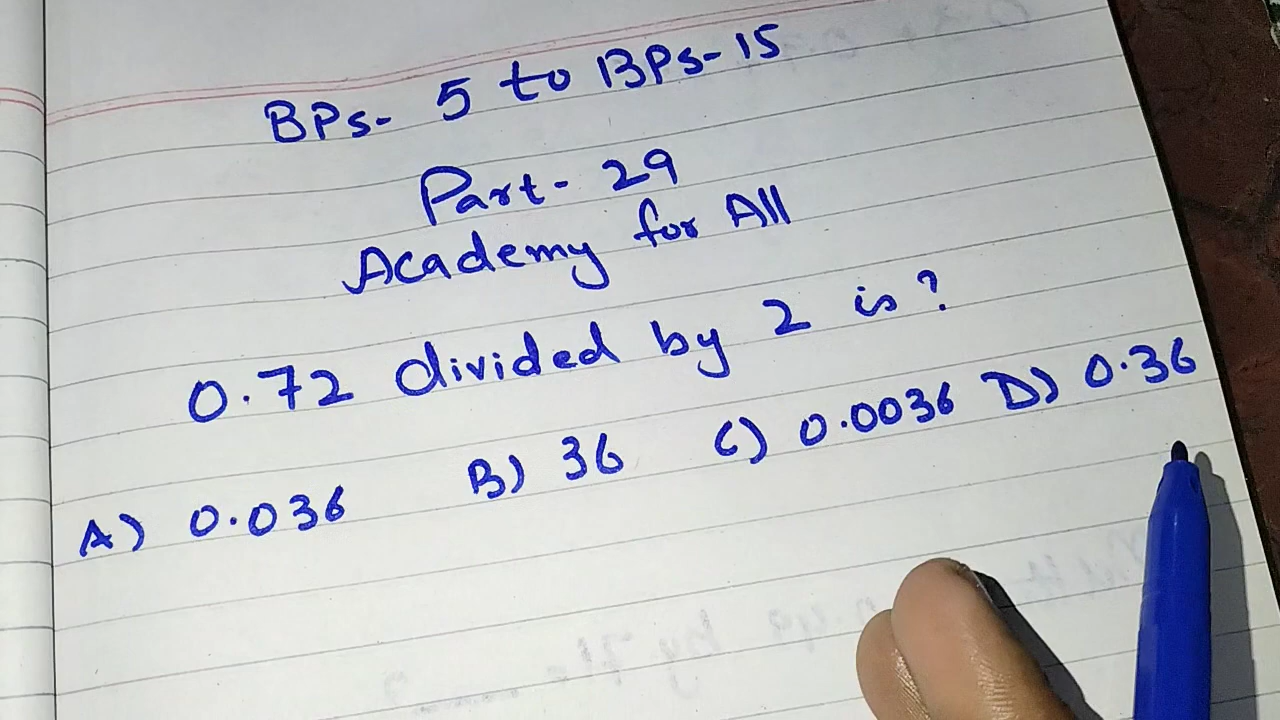 BPs- 5 to BPs-15
Part- 29
Academy for All
0.72 divided by 2 is?
A) 0.036 B) 36 C) 0.0036 D) 0.36